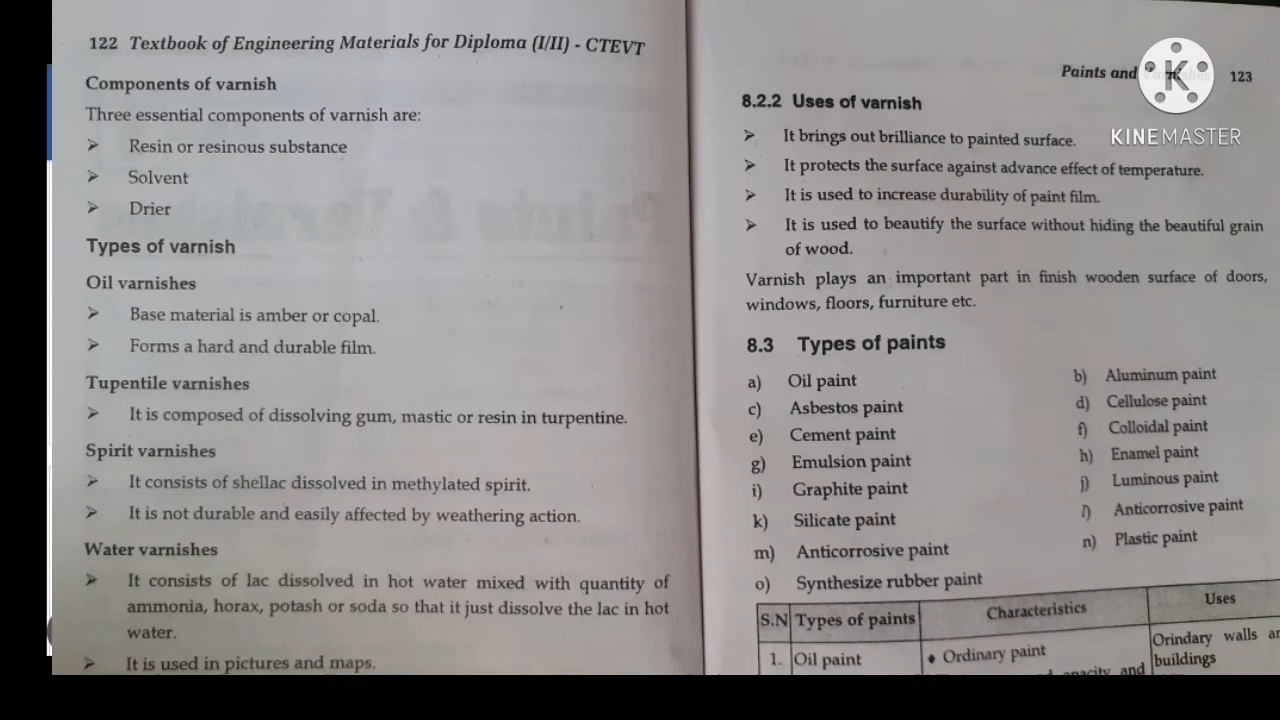 122 Textbook of Engineering Materials for Diploma (I/II) - CTEVT
Components of varnish
Three essential components of varnish are:
➢ Resin or resinous substance
➢ Solvent
➢ Drier
Types of varnish
Oil varnishes
➢ Base material is amber or copal.
➢ Forms a hard and durable film.
Tupentile varnishes
➢ It is composed of dissolving gum, mastic or resin in turpentine.
Spirit varnishes
➢ It consists of shellac dissolved in methylated spirit.
➢ It is not durable and easily affected by weathering action.
Water varnishes
➢ It consists of lac dissolved in hot water mixed with quantity of
ammonia, horax, potash or soda so that it just dissolve the lac in hot
water.
➢ It is used in pictures and maps.
Paints and 123
KINEMASTER
8.2.2 Uses of varnish
➢ It brings out brilliance to painted surface.
➢ It protects the surface against advance effect of temperature.
➢ It is used to increase durability of paint film.
➢ It is used to beautify the surface without hiding the beautiful grain
of wood.
Varnish plays an important part in finish wooden surface of doors,
windows, floors, furniture etc.
8.3 Types of paints
a) Oil paint b) Aluminum paint
c) Asbestos paint d) Cellulose paint
e) Cement paint f) Colloidal paint
g) Emulsion paint h) Enamel paint
i) Graphite paint j) Luminous paint
k) Silicate paint l) Anticorrosive paint
m) Anticorrosive paint n) Plastic paint
o) Synthesize rubber paint
S.N Types of paints Characteristics Uses
1. Oil paint ♦ Ordinary paint Orindary walls
buildings
and